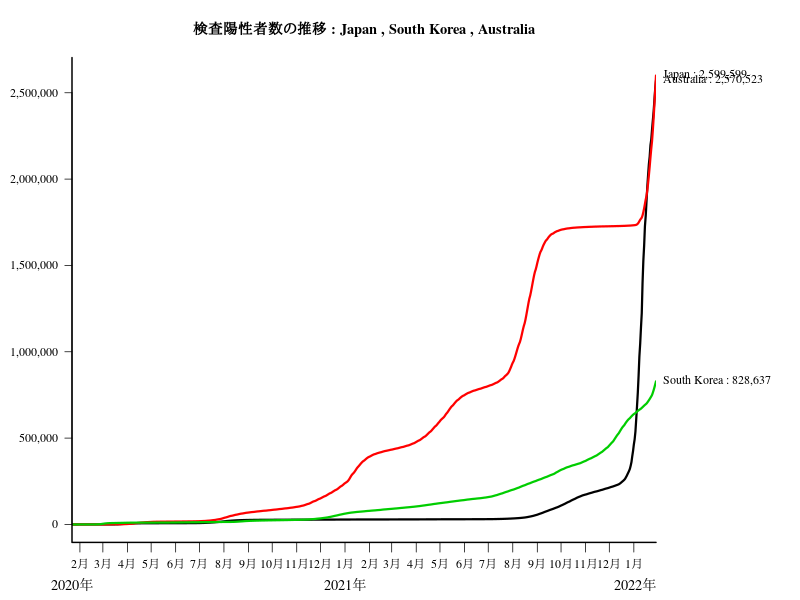 検査陽性者数の推移 : Japan , South Korea , Australia
Japan : 2,599,599
Australia : 2,570,523
2,500,000
2,000,000
1,500,000
1,000,000
South Korea : 828,637
500,000
0
2月 3月 4月 5月 6月 7月 8月 9月 10月 11月 12月 1月 2月 3月 4月 5月 6月 7月 8月 9月 10月 11月 12月 1月
2020年 2021年 2022年